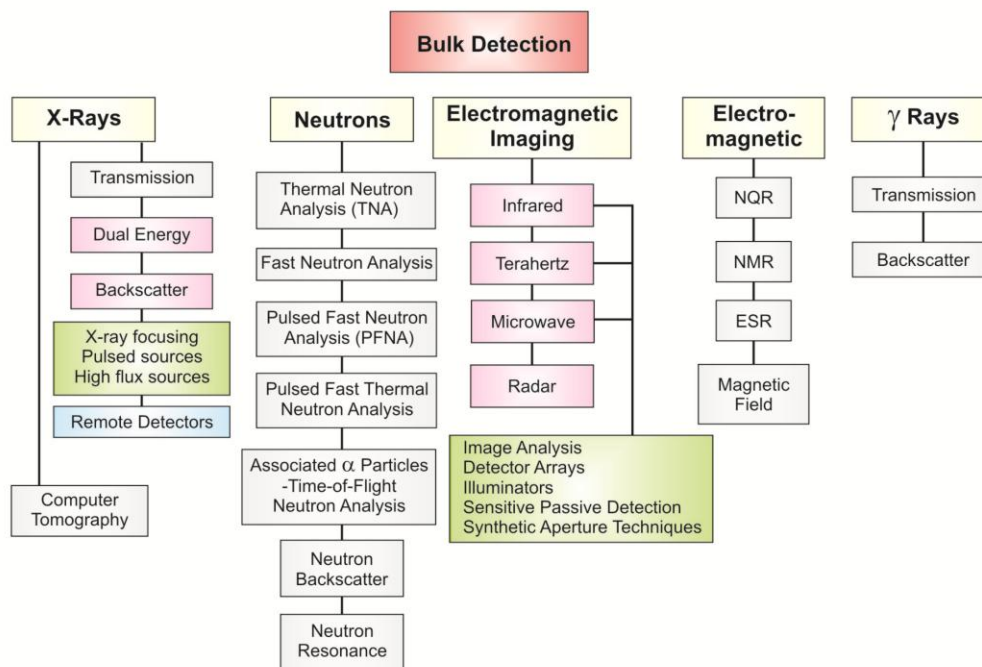 Bulk Detection
X-Rays
Transmission
Dual Energy
Backscatter
X-ray focusing
Pulsed sources
High flux sources
Remote Detectors
Computer
Tomography
Neutrons
Thermal Neutron
Analysis (TNA)
Fast Neutron Analysis
Pulsed Fast Neutron
Analysis (PFNA)
Pulsed Fast Thermal
Neutron Analysis
Associated α Particles
-Time-of-Flight
Neutron Analysis
Neutron
Backscatter
Neutron
Resonance
Electromagnetic
Imaging
Infrared
Terahertz
Microwave
Radar
Image Analysis
Detector Arrays
Illuminators
Sensitive Passive Detection
Synthetic Aperture Techniques
Electro-
magnetic
NQR
NMR
ESR
Magnetic
Field
γ Rays
Transmission
Backscatter